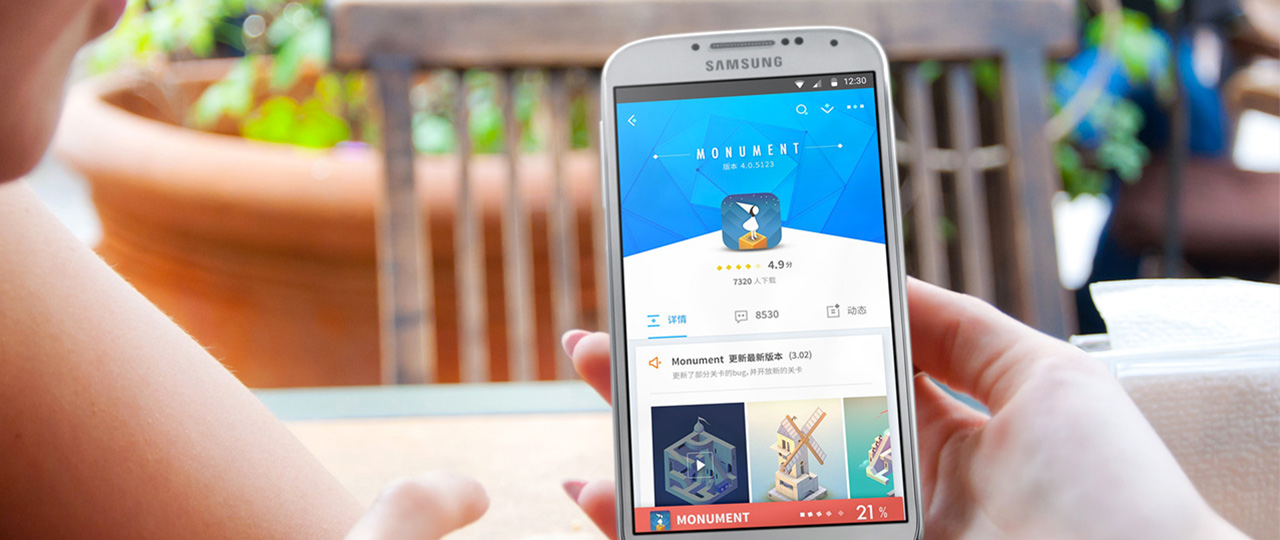 SAMSUNG
12:30
MONUMENT
版本 4.0.5123
4.9分
7320 人下载
详情
8530
动态
Monument 更新最新版本 (3.02)
更新了部分关卡的bug,并开放新的关卡
MONUMENT
21 %